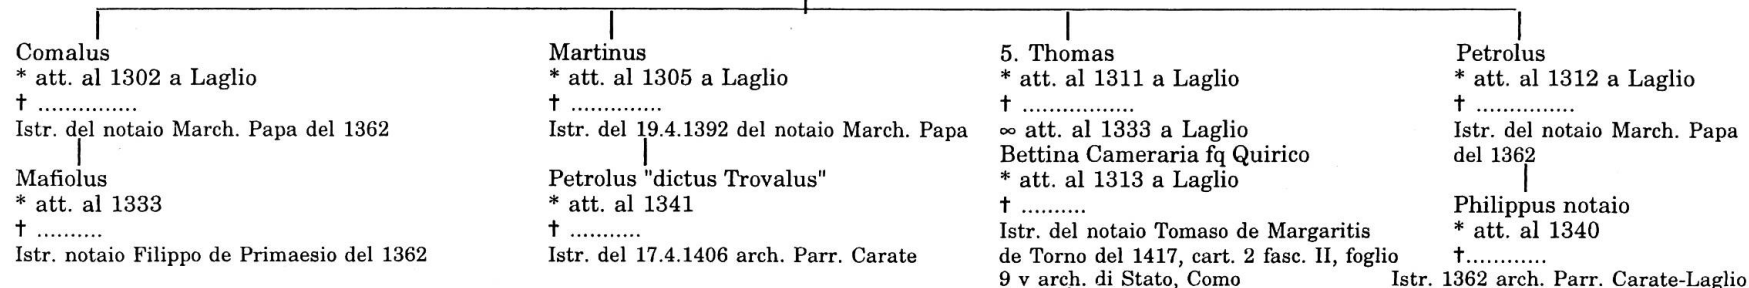 Comalus
* att. al 1302 a Laglio
† ...............
Istr. del notaio March. Papa del 1362
Mafiolus
* att. al 1333
† ..........
Istr. notaio Filippo de Primaesio del 1362
Martinus
* att. al 1305 a Laglio
† ..............
Istr. del 19.4.1392 del notaio March. Papa
Petrolus "dictus Trovalus"
* att. al 1341
† ...........
Istr. del 17.4.1406 arch. Parr. Carate
5. Thomas
* att. al 1311 a Laglio
† .................
∞ att. al 1333 a Laglio
Bettina Cameraria fq Quirico
* att. al 1313 a Laglio
† ..........
Istr. del notaio Tomaso de Margaritis
de Torno del 1417, cart. 2 fasc. II, foglio
9 v arch. di Stato, Como
Petrolus
* att. al 1312 a Laglio
† ...............
Istr. del notaio March. Papa
del 1362
Philippus notaio
* att. al 1340
†............
Istr. 1362 arch. Parr. Carate-Laglio